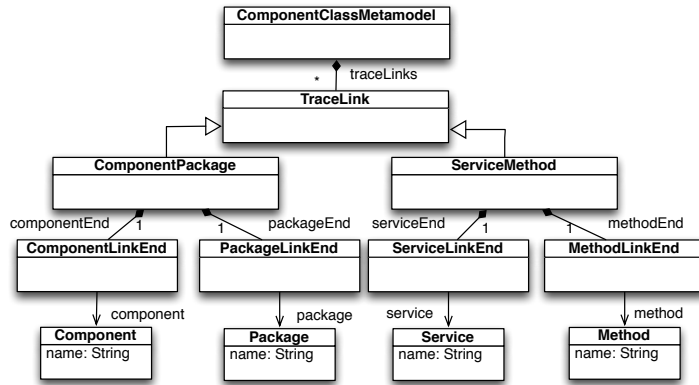 ComponentClassMetamodel
* traceLinks
TraceLink
ComponentPackage ServiceMethod
componentEnd 1 1 packageEnd serviceEnd 1 1 methodEnd
ComponentLinkEnd PackageLinkEnd ServiceLinkEnd MethodLinkEnd
component package service method
Component Package Service Method
name: String name: String name: String name: String